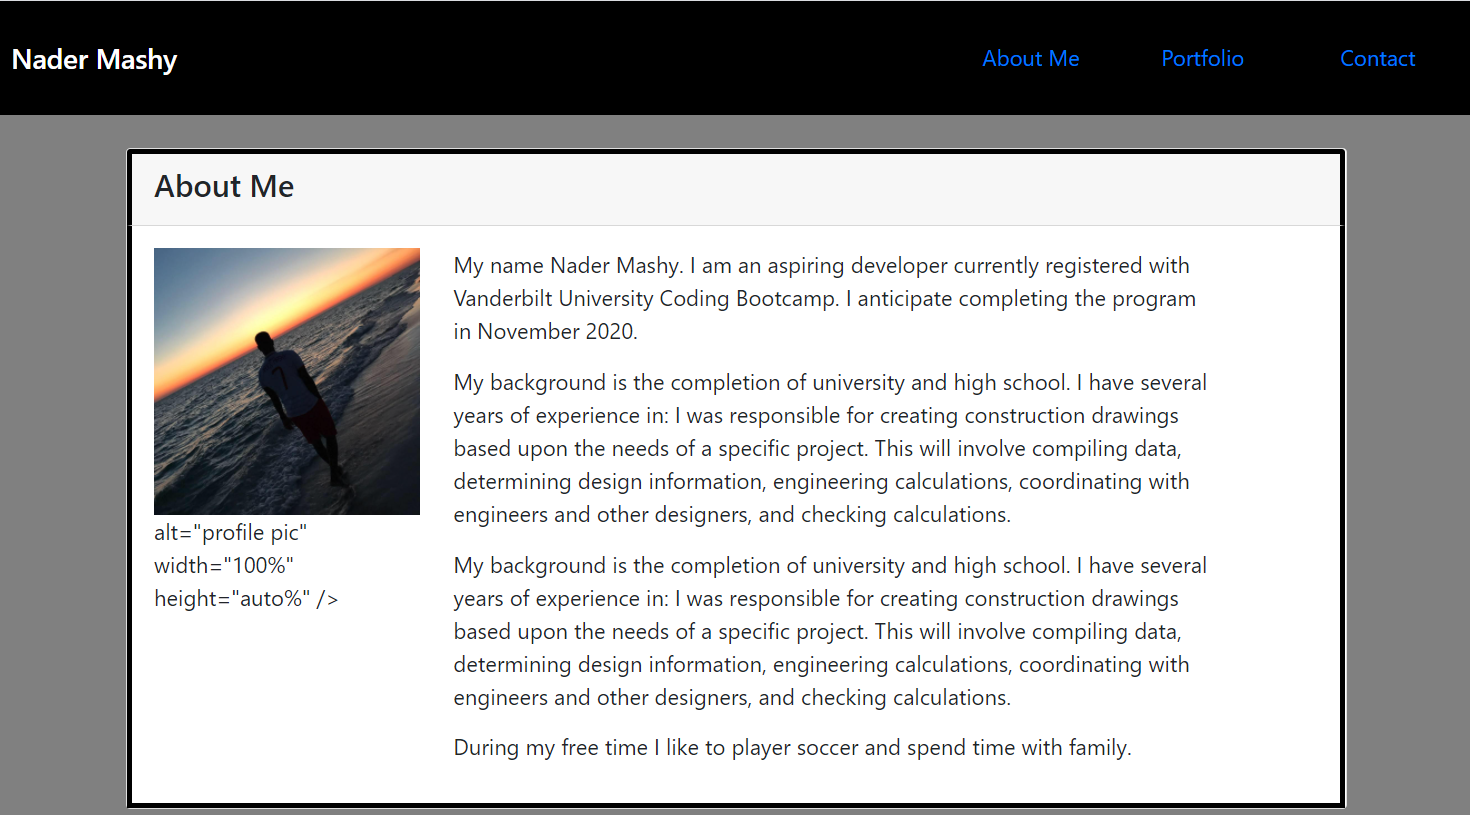 Nader Mashy
About Me
Portfolio
Contact
About Me
My name Nader Mashy. I am an aspiring developer currently registered with
Vanderbilt University Coding Bootcamp. I anticipate completing the program
in November 2020.
My background is the completion of university and high school. I have several
years of experience in: I was responsible for creating construction drawings
based upon the needs of a specific project. This will involve compiling data,
determining design information, engineering calculations, coordinating with
engineers and other designers, and checking calculations.
My background is the completion of university and high school. I have several
years of experience in: I was responsible for creating construction drawings
based upon the needs of a specific project. This will involve compiling data,
determining design information, engineering calculations, coordinating with
engineers and other designers, and checking calculations.
During my free time I like to player soccer and spend time with family.
7
alt="profile pic"
width="100%"
height="auto%" />